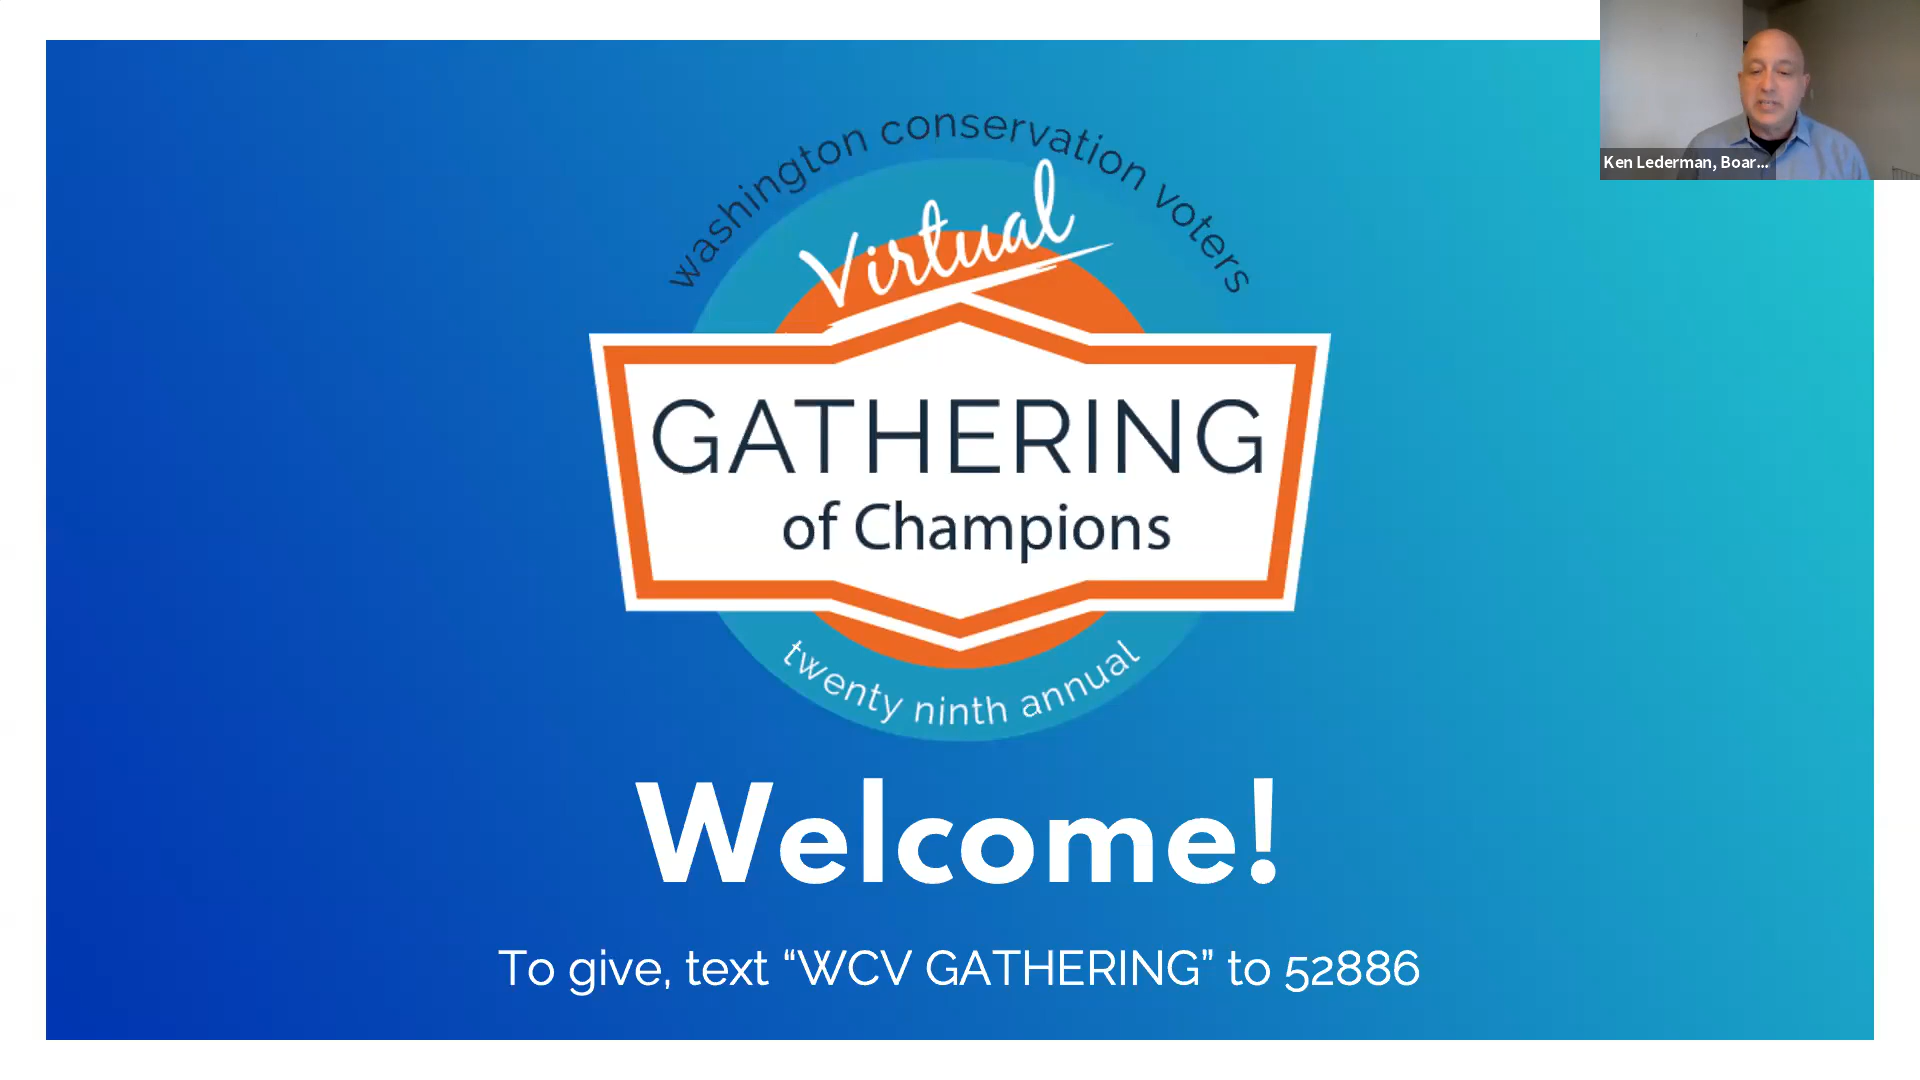 Ken Lederman, Boar...
washington conservation voters
Virtual
GATHERING
of Champions
twenty ninth annual
Welcome!
To give, text “WCV GATHERING” to 52886